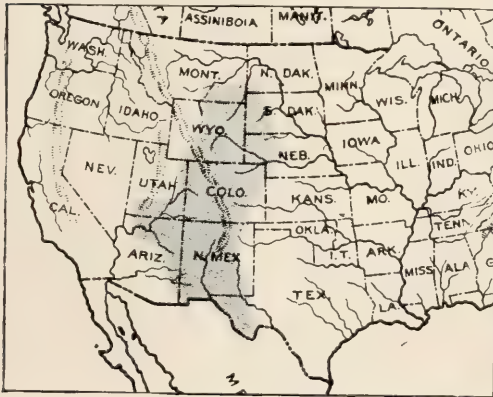 ASSINIBOIA
MANIT.
ONTARIO
WASH.
MONT.
N. DAK.
MINN.
OREGON
IDAHO
WYO.
S. DAK.
WIS.
MICH.
NEB.
IOWA
NEV.
UTAH
COLO.
ILL.
IND.
OHIO
CAL.
KANS.
MO.
KY.
ARIZ.
N. MEX
OKLA.
I.T.
ARK.
TENN.
TEX.
LA.
MISS
ALA
G